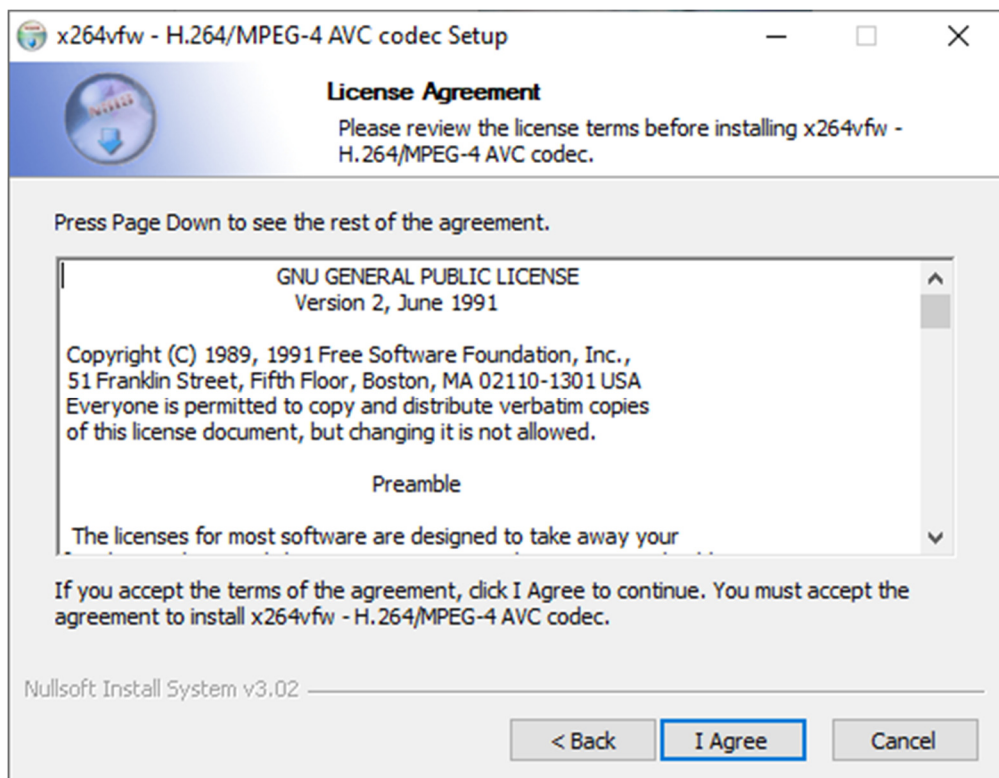 x264vfw - H.264/MPEG-4 AVC codec Setup
License Agreement
Please review the license terms before installing x264vfw -
H.264/MPEG-4 AVC codec.
Press Page Down to see the rest of the agreement.
GNU GENERAL PUBLIC LICENSE
Version 2, June 1991
Copyright (C) 1989, 1991 Free Software Foundation, Inc.,
51 Franklin Street, Fifth Floor, Boston, MA 02110-1301 USA
Everyone is permitted to copy and distribute verbatim copies
of this license document, but changing it is not allowed.
Preamble
The licenses for most software are designed to take away your
If you accept the terms of the agreement, click I Agree to continue. You must accept the
agreement to install x264vfw - H.264/MPEG-4 AVC codec.
Nullsoft Install System v3.02
< Back
I Agree
Cancel